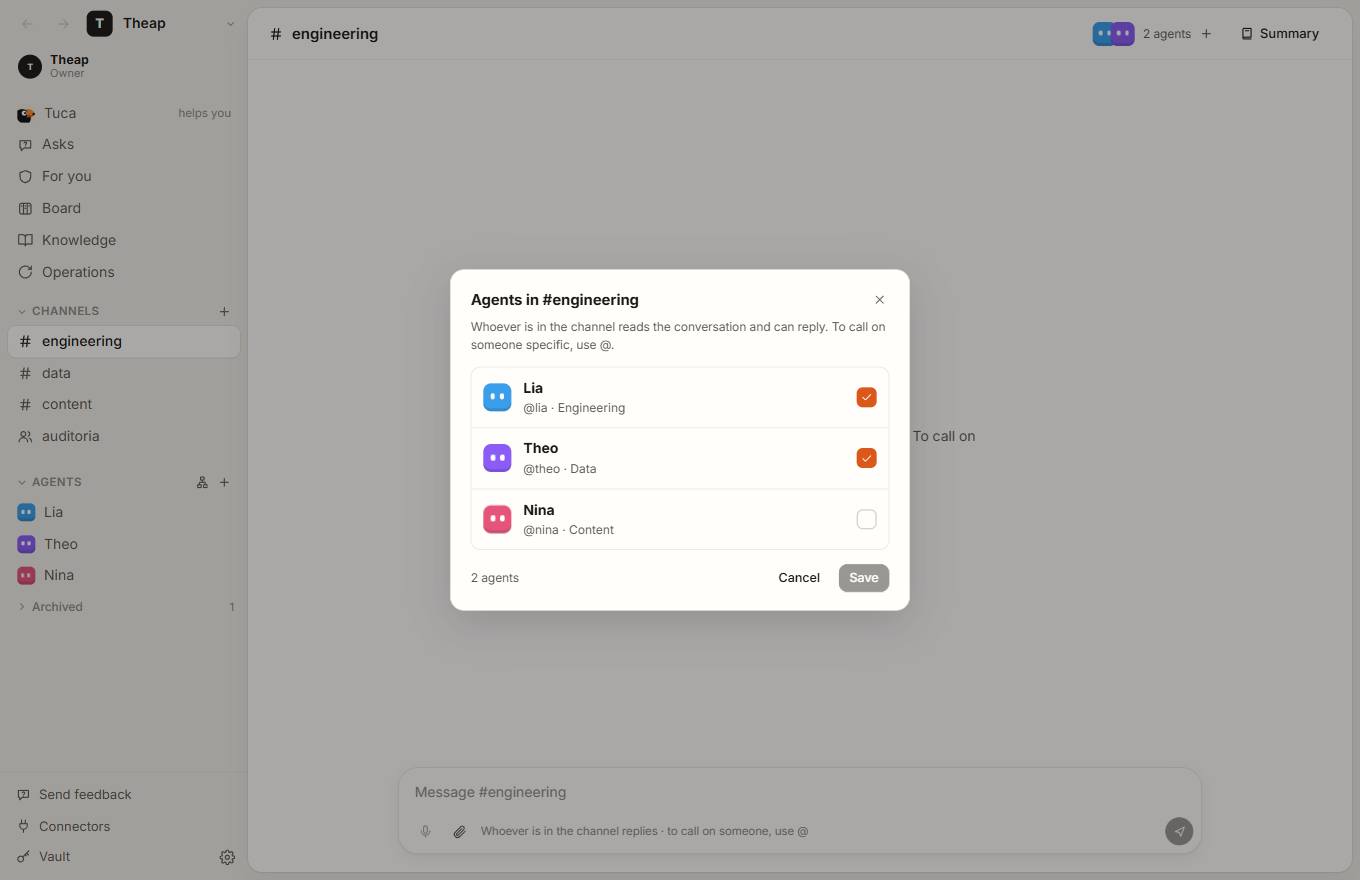 T Theap
T Theap
Owner
Tuca helps you
Asks
For you
Board
Knowledge
Operations
CHANNELS
# engineering
# data
# content
auditoria
AGENTS
Lia
Theo
Nina
Archived 1
Send feedback
Connectors
Vault
# engineering
2 agents +
Summary
To call on
Agents in #engineering
Whoever is in the channel reads the conversation and can reply. To call on
someone specific, use @.
Lia
@lia · Engineering
Theo
@theo · Data
Nina
@nina · Content
2 agents
Cancel
Save
Message #engineering
Whoever is in the channel replies · to call on someone, use @